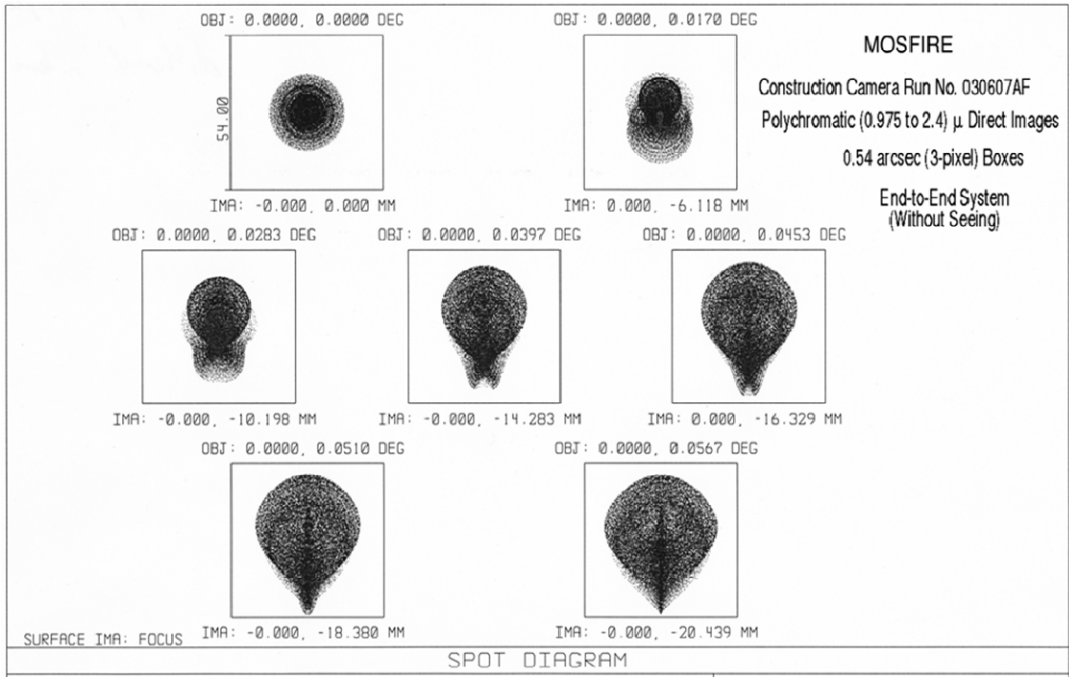 OBJ: 0.0000, 0.0000 DEG
OBJ: 0.0000, 0.0170 DEG
MOSFIRE
Construction Camera Run No. 030607AF
Polychromatic (0.975 to 2.4) µ Direct Images
0.54 arcsec (3-pixel) Boxes
End-to-End System
(Without Seeing)
54.00
IMA: -0.000, 0.000 MM
IMA: 0.000, -6.118 MM
OBJ: 0.0000, 0.0283 DEG
OBJ: 0.0000, 0.0397 DEG
OBJ: 0.0000, 0.0453 DEG
IMA: -0.000, -10.198 MM
IMA: -0.000, -14.283 MM
IMA: 0.000, -16.329 MM
OBJ: 0.0000, 0.0510 DEG
OBJ: 0.0000, 0.0567 DEG
IMA: -0.000, -18.380 MM
IMA: -0.000, -20.439 MM
SURFACE IMA: FOCUS
SPOT DIAGRAM